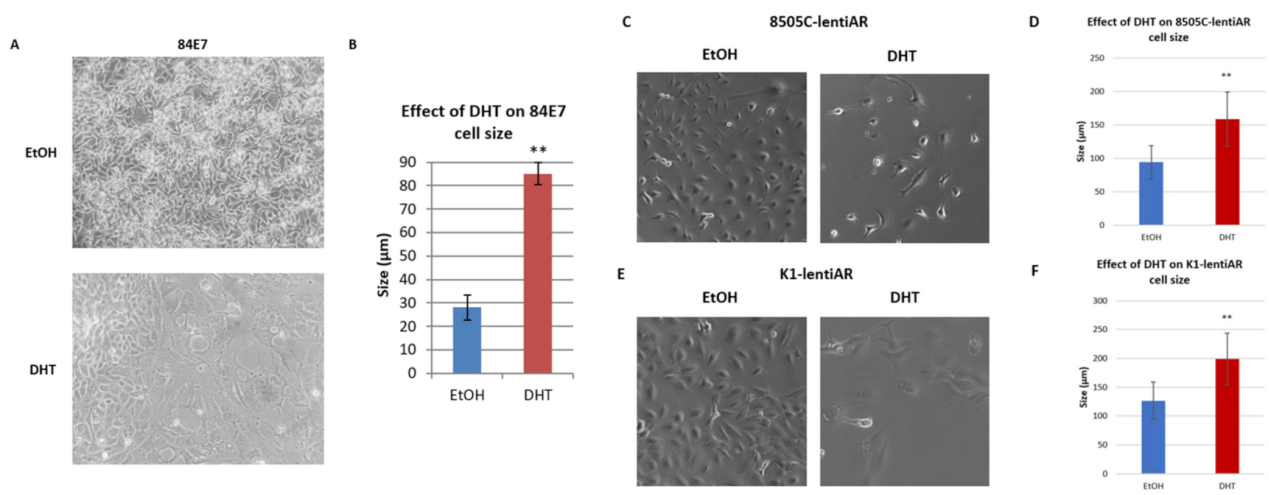 A
84E7
EtOH
DHT
B
Effect of DHT on 84E7
cell size
**
90
80
70
60
50
40
30
20
10
0
Size (μm)
EtOH
DHT
C
8505C-lentiAR
EtOH
DHT
D
Effect of DHT on 8505C-lentiAR
cell size
250
200
150
100
50
0
**
Size (μm)
EtOH
DHT
E
K1-lentiAR
EtOH
DHT
F
Effect of DHT on K1-lentiAR
cell size
300
250
200
150
100
50
0
**
Size (μm)
EtOH
DHT